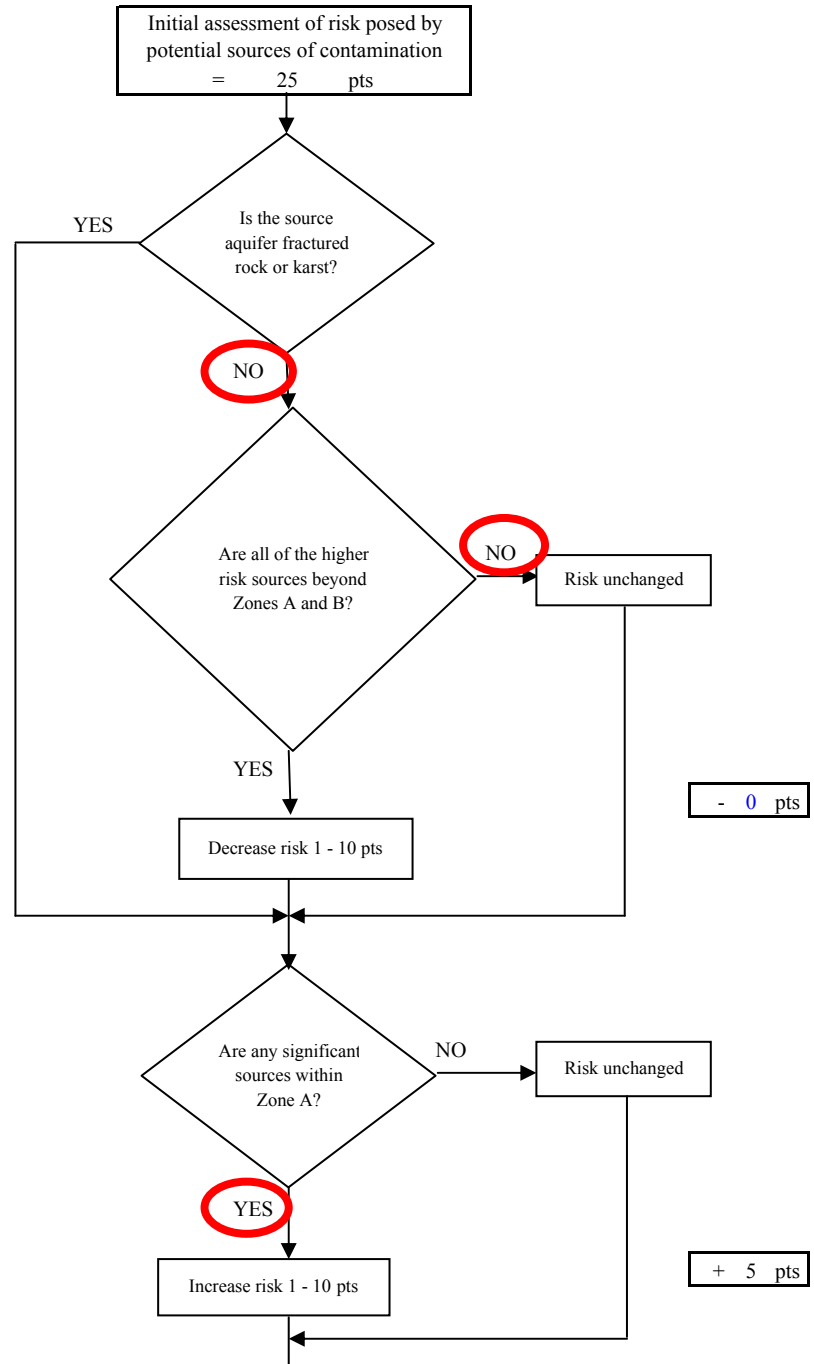 Initial assessment of risk posed by
potential sources of contamination
= 25 pts
YES
Is the source
aquifer fractured
rock or karst?
NO
Are all of the higher
risk sources beyond
Zones A and B?
NO
Risk unchanged
YES
- 0 pts
Decrease risk 1 - 10 pts
Are any significant
sources within
Zone A?
NO
Risk unchanged
YES
+ 5 pts
Increase risk 1 - 10 pts